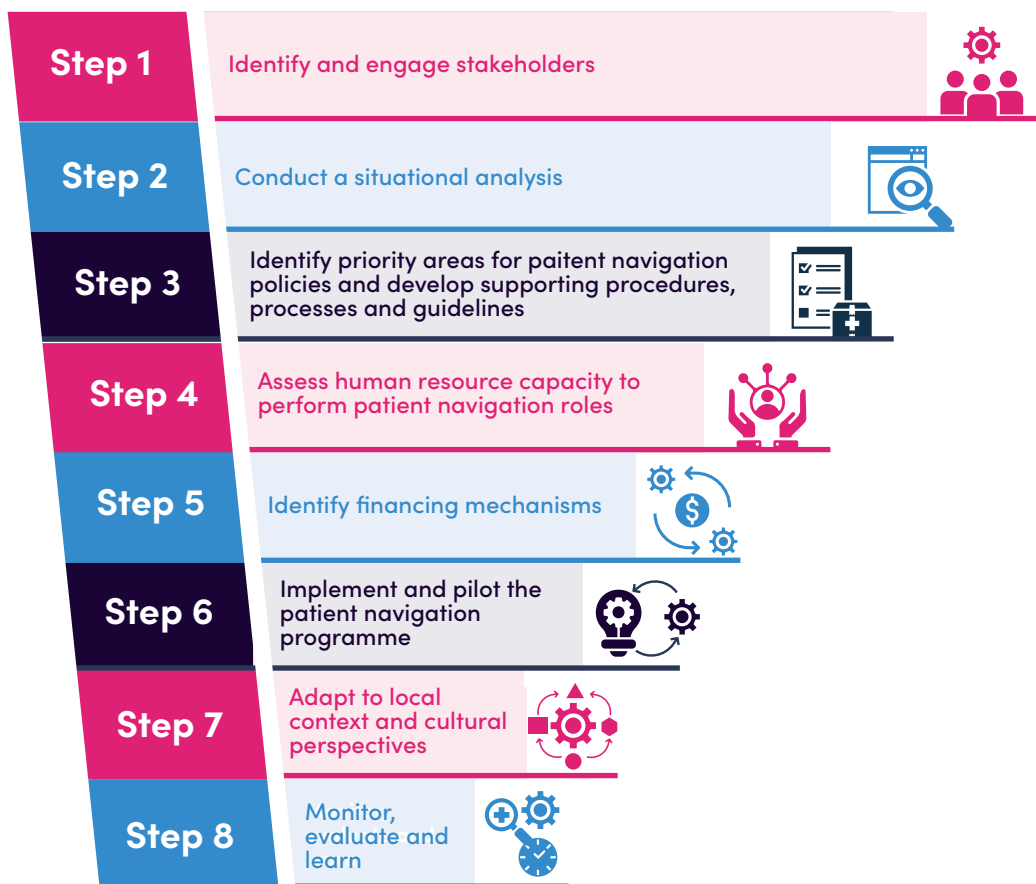 Step 1
Identify and engage stakeholders
Step 2
Conduct a situational analysis
Step 3
Identify priority areas for paitent navigation
policies and develop supporting procedures,
processes and guidelines
Step 4
Assess human resource capacity to
perform patient navigation roles
Step 5
Identify financing mechanisms
$
Step 6
Implement and pilot the
patient navigation
programme
Step 7
Adapt to local
context and cultural
perspectives
Step 8
Monitor,
evaluate and
learn